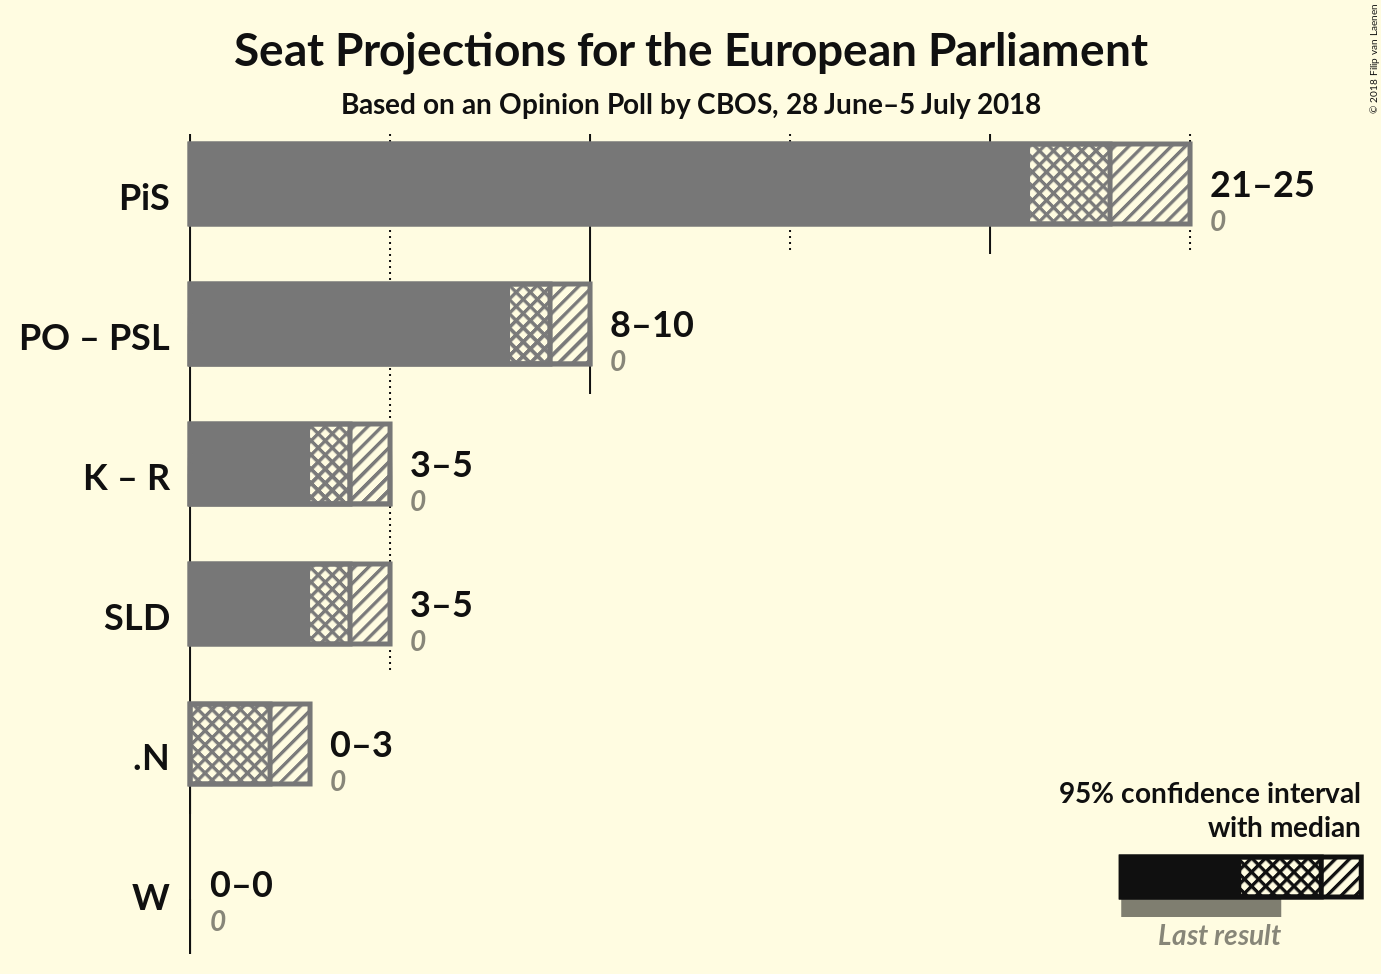 Seat Projections for the European Parliament
Based on an Opinion Poll by CBOS, 28 June–5 July 2018
© 2018 Filip van Laenen
PiS
21–25
0
PO – PSL
8–10
0
K – R
3–5
0
SLD
3–5
0
.N
0–3
0
W
0–0
0
95% confidence interval
with median
Last result